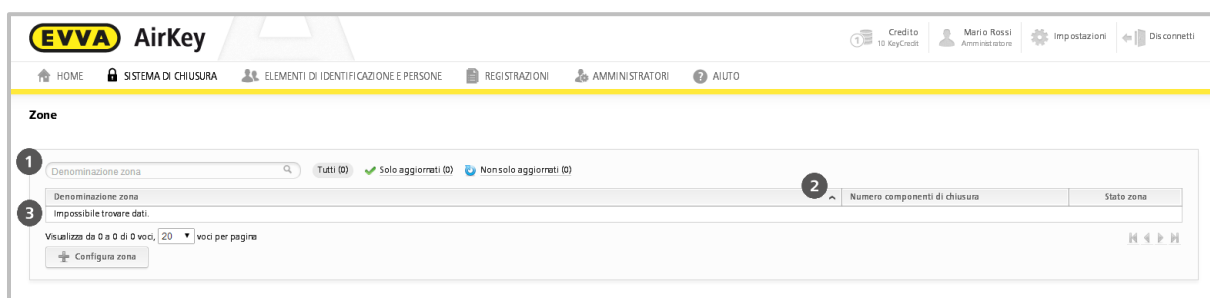 EVVA AirKey
Credito
10 KeyCredit
Mario Rossi
Amministratore
Impostazioni
Disconnetti
HOME SISTEMA DI CHIUSURA ELEMENTI DI IDENTIFICAZIONE E PERSONE REGISTRAZIONI AMMINISTRATORI AIUTO
Zone
1
Denominazione zona Tutti (0) Solo aggiornati (0) Non solo aggiornati (0)
2
Denominazione zona Numero componenti di chiusura Stato zona
3 Impossibile trovare dati.
Visualizza da 0 a 0 di 0 voci, 20 voci per pagina
Configura zona